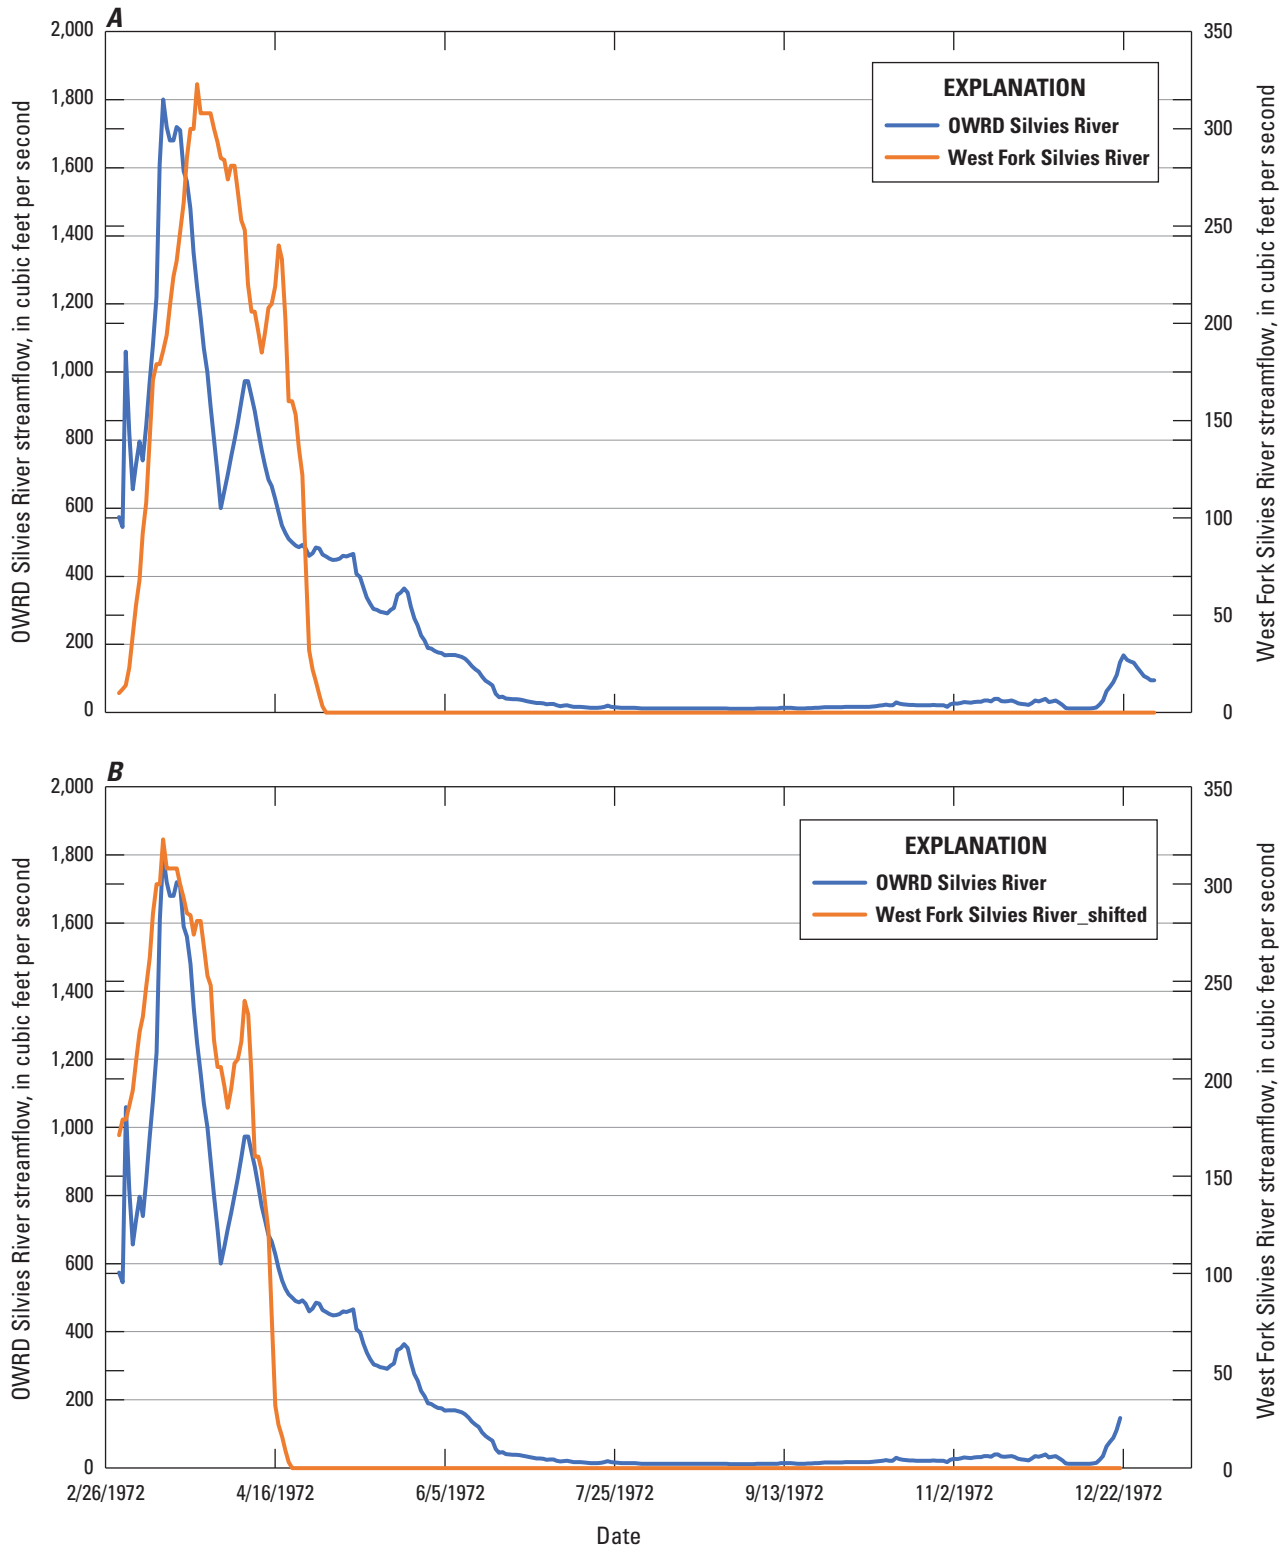 A
OWRD Silvies River streamflow, in cubic feet per second
2,000
1,800
1,600
1,400
1,200
1,000
800
600
400
200
0
EXPLANATION
OWRD Silvies River
West Fork Silvies River
350
300
250
200
150
100
50
0
West Fork Silvies River streamflow, in cubic feet per second
B
OWRD Silvies River streamflow, in cubic feet per second
2,000
1,800
1,600
1,400
1,200
1,000
800
600
400
200
0
EXPLANATION
OWRD Silvies River
West Fork Silvies River_shifted
350
300
250
200
150
100
50
0
West Fork Silvies River streamflow, in cubic feet per second
2/26/1972 4/16/1972 6/5/1972 7/25/1972 9/13/1972 11/2/1972 12/22/1972
Date